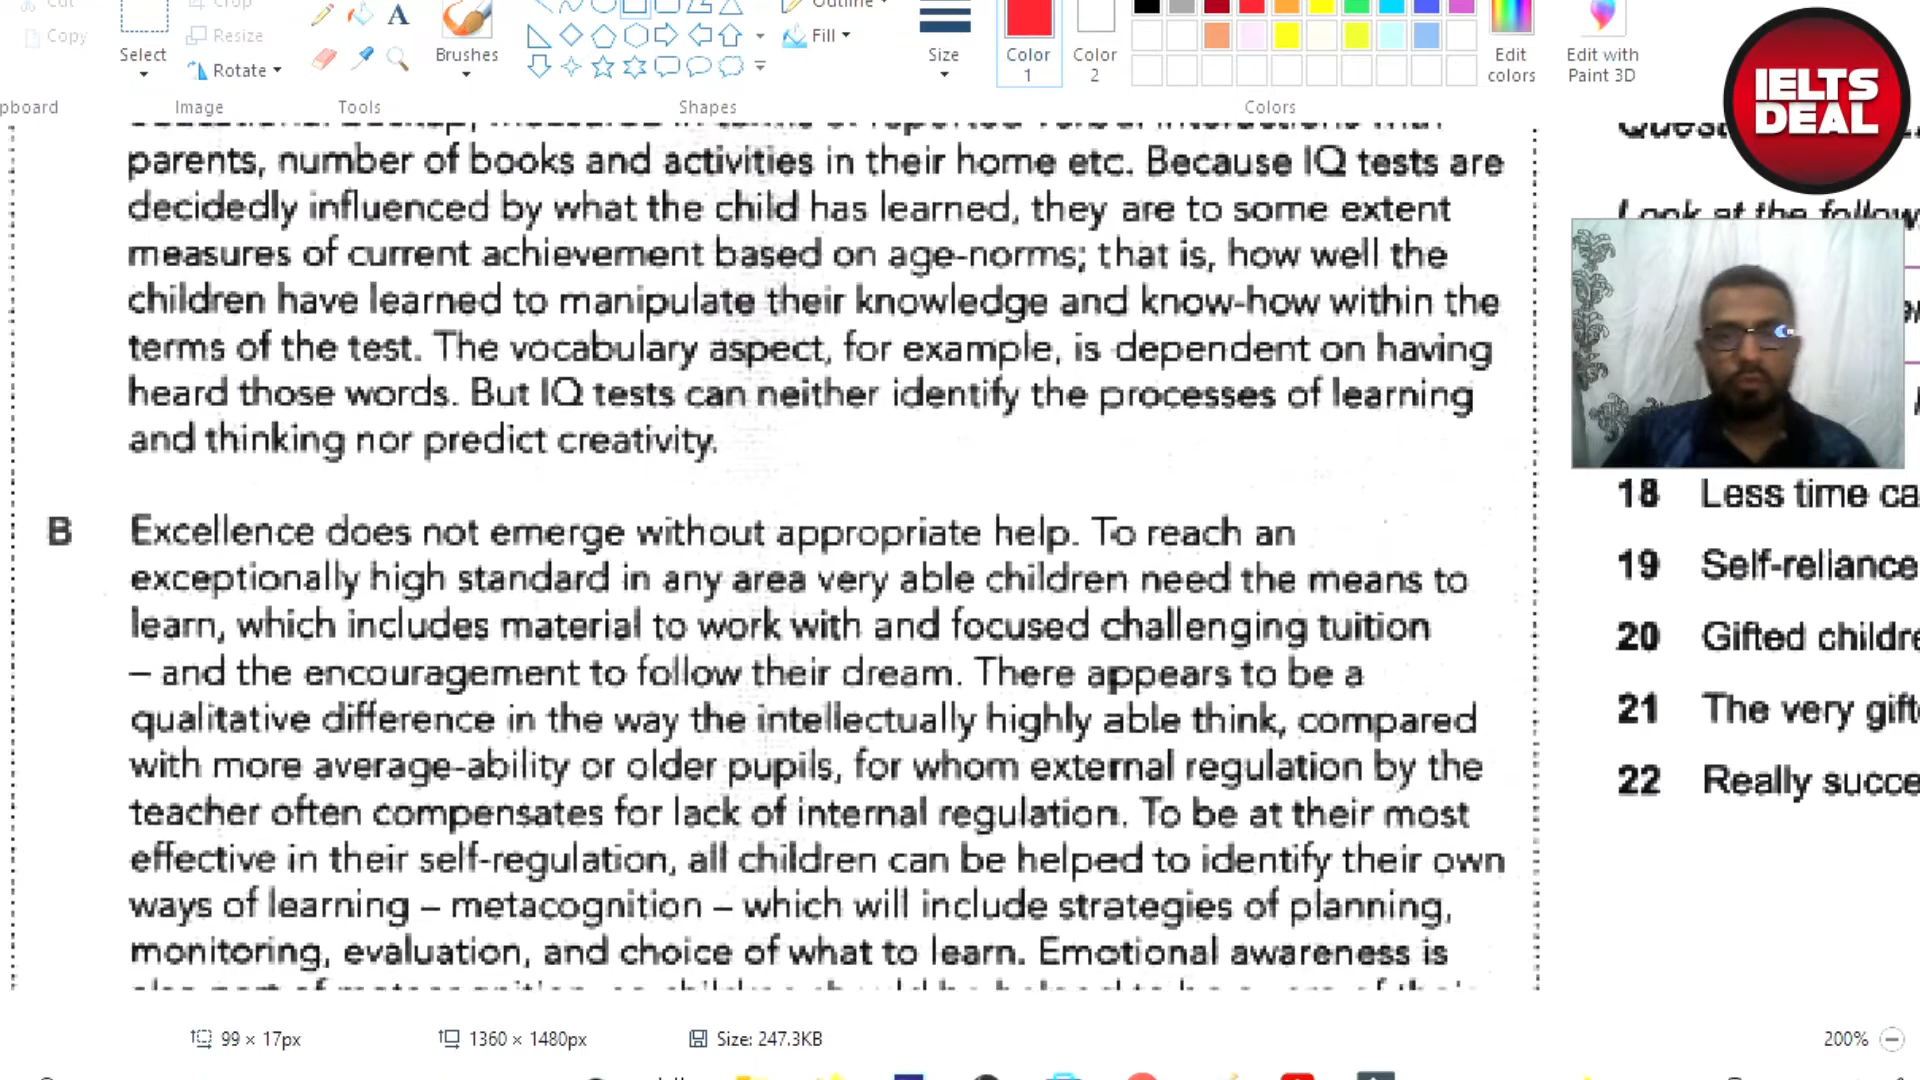 Cut
Copy
Select
Crop
Resize
Rotate
Brushes
Outline
Fill
Size
Color
1
Color
2
Edit
colors
Edit with
Paint 3D
pboard
Image
Tools
Shapes
Colors
IELTS
DEAL
parents, number of books and activities in their home etc. Because IQ tests are
decidedly influenced by what the child has learned, they are to some extent
measures of current achievement based on age-norms; that is, how well the
children have learned to manipulate their knowledge and know-how within the
terms of the test. The vocabulary aspect, for example, is dependent on having
heard those words. But IQ tests can neither identify the processes of learning
and thinking nor predict creativity.
B Excellence does not emerge without appropriate help. To reach an
exceptionally high standard in any area very able children need the means to
learn, which includes material to work with and focused challenging tuition
– and the encouragement to follow their dream. There appears to be a
qualitative difference in the way the intellectually highly able think, compared
with more average-ability or older pupils, for whom external regulation by the
teacher often compensates for lack of internal regulation. To be at their most
effective in their self-regulation, all children can be helped to identify their own
ways of learning – metacognition – which will include strategies of planning,
monitoring, evaluation, and choice of what to learn. Emotional awareness is
Look at the follow
18 Less time ca
19 Self-reliance
20 Gifted childre
21 The very gift
22 Really succe
99 × 17px
1360 × 1480px
Size: 247.3KB
200%